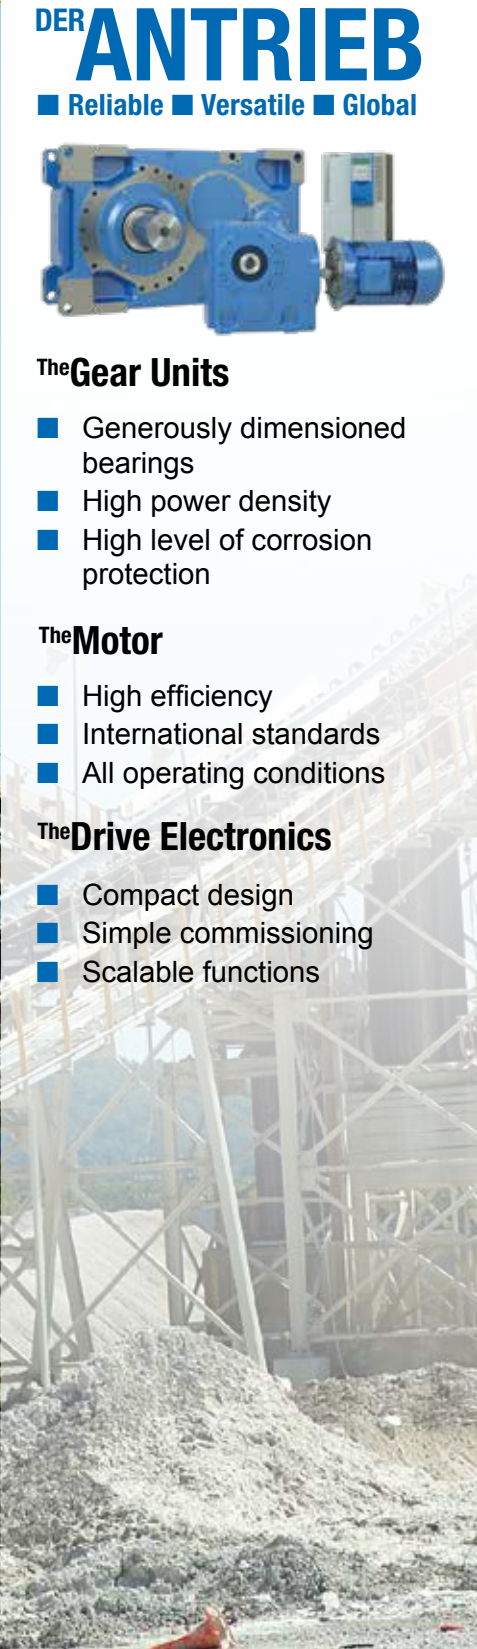 DER ANTRIEB
■ Reliable ■ Versatile ■ Global
The Gear Units
■ Generously dimensioned
bearings
■ High power density
■ High level of corrosion
protection
The Motor
■ High efficiency
■ International standards
■ All operating conditions
The Drive Electronics
■ Compact design
■ Simple commissioning
■ Scalable functions